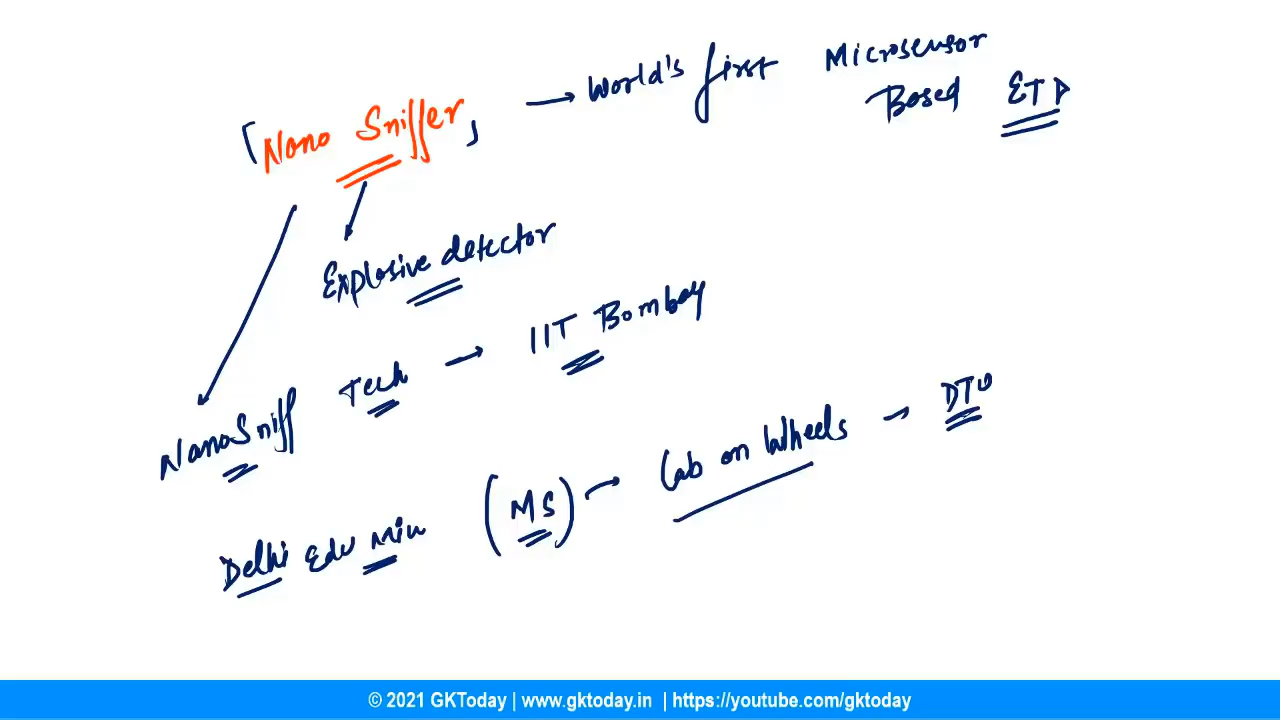 「Nano Sniffer」 → World's first Microsensor
Based ETD
Explosive detector
NanoSniff Tech → IIT Bombay
Delhi Edu Min (MS) → Lab on Wheels → DTU
© 2021 GKToday | www.gktoday.in | https://youtube.com/gktoday